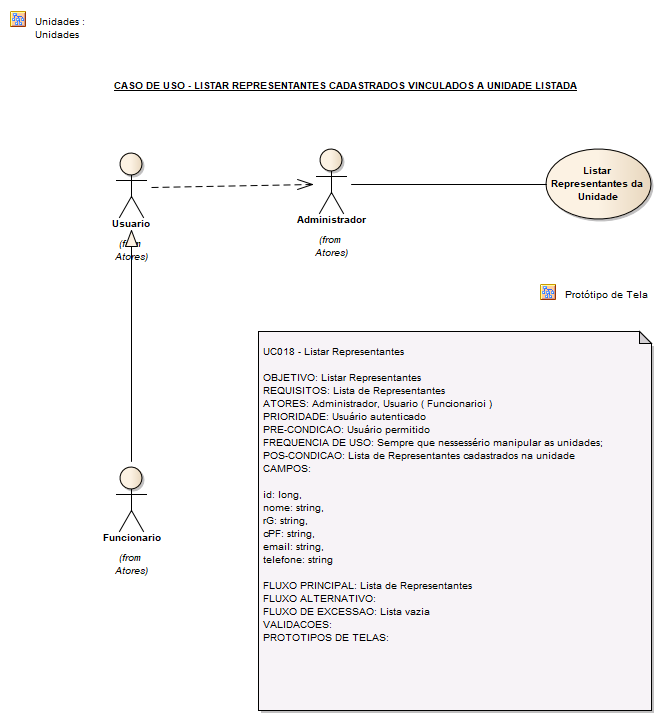 Unidades :
Unidades
CASO DE USO - LISTAR REPRESENTANTES CADASTRADOS VINCULADOS A UNIDADE LISTADA
Listar
Representantes da
Unidade
Usuario
(from
Atores)
Administrador
(from
Atores)
Protótipo de Tela
UC018 - Listar Representantes
OBJETIVO: Listar Representantes
REQUISITOS: Lista de Representantes
ATORES: Administrador, Usuario ( Funcionarioi )
PRIORIDADE: Usuário autenticado
PRE-CONDICAO: Usuário permitido
FREQUENCIA DE USO: Sempre que nessessério manipular as unidades;
POS-CONDICAO: Lista de Representantes cadastrados na unidade
CAMPOS:
id: long,
nome: string,
rG: string,
cPF: string,
email: string,
telefone: string
FLUXO PRINCIPAL: Lista de Representantes
FLUXO ALTERNATIVO:
FLUXO DE EXCESSAO: Lista vazia
VALIDACOES:
PROTOTIPOS DE TELAS:
Funcionario
(from
Atores)